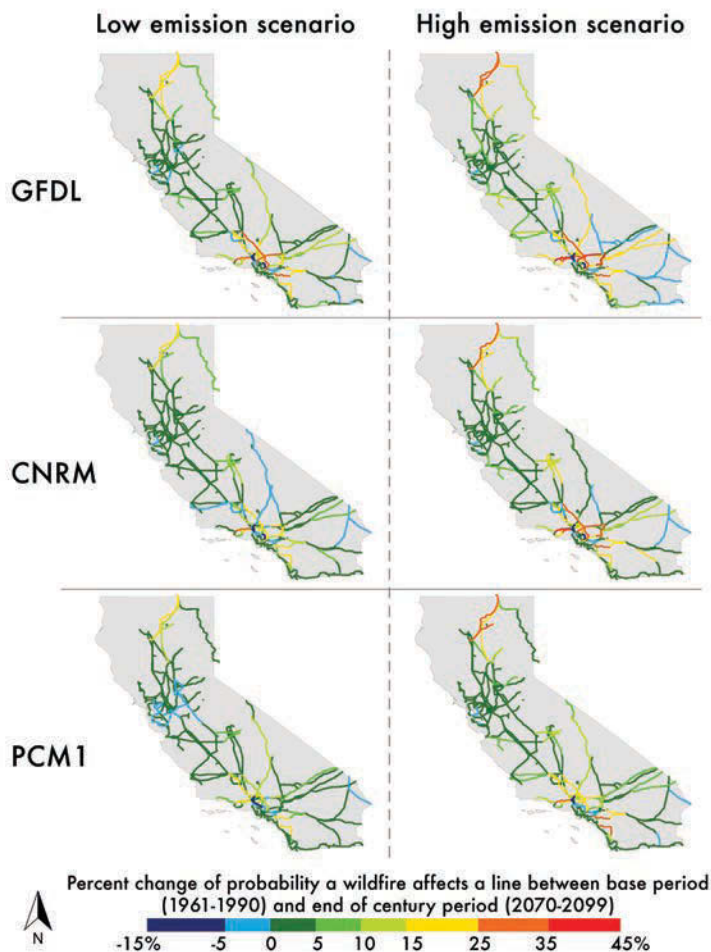 Low emission scenario
High emission scenario
GFDL
CNRM
PCM1
Percent change of probability a wildfire affects a line between base period
(1961-1990) and end of century period (2070-2099)
N
-15% -5 0 5 10 15 25 35 45%